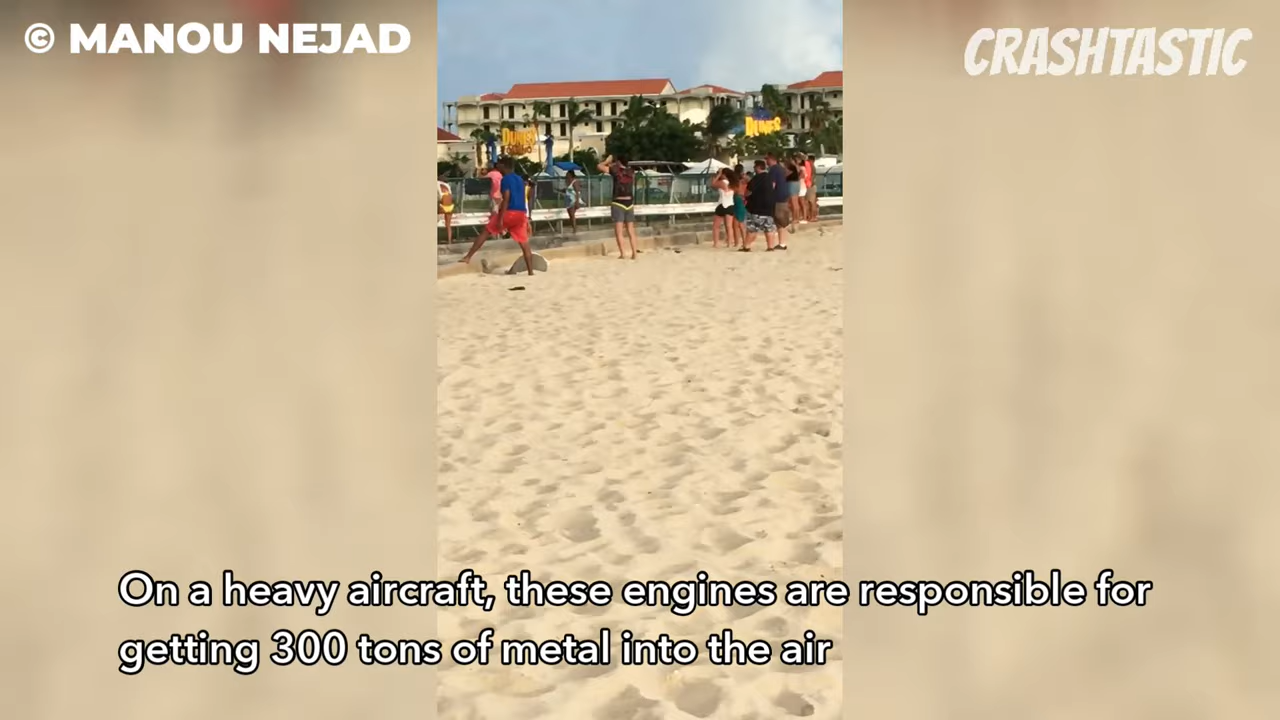 © MANOU NEJAD
CRASHTASTIC
DUNES
DUNES
On a heavy aircraft, these engines are responsible for
getting 300 tons of metal into the air